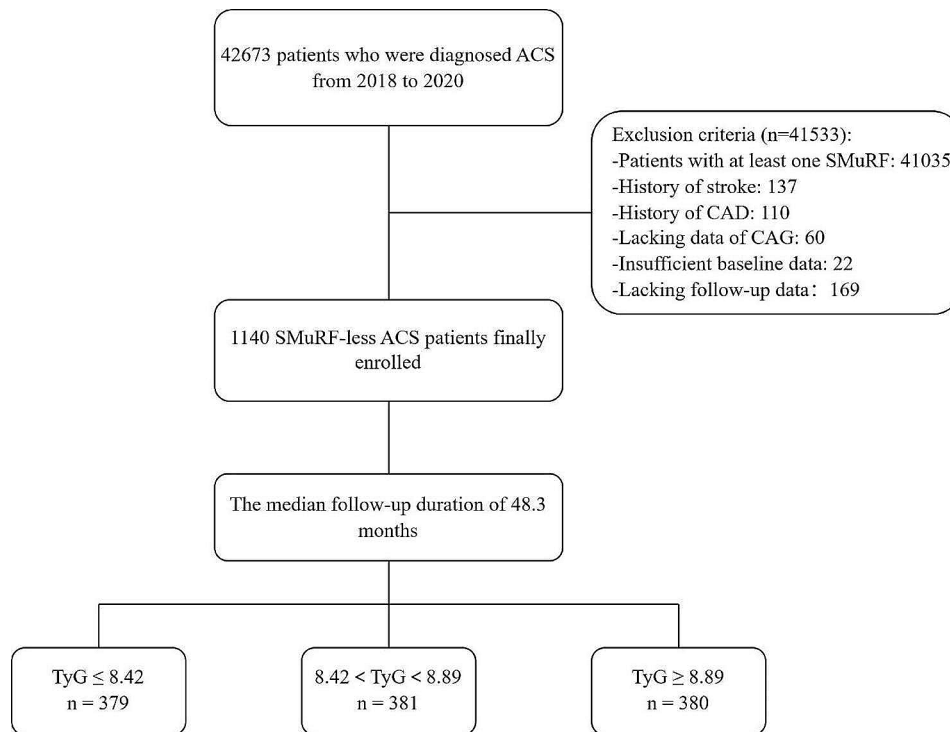 42673 patients who were diagnosed ACS
from 2018 to 2020
Exclusion criteria (n=41533):
-Patients with at least one SMuRF: 41035
-History of stroke: 137
-History of CAD: 110
-Lacking data of CAG: 60
-Insufficient baseline data: 22
-Lacking follow-up data：169
1140 SMuRF-less ACS patients finally
enrolled
The median follow-up duration of 48.3
months
TyG ≤ 8.42
n = 379
8.42 < TyG < 8.89
n = 381
TyG ≥ 8.89
n = 380